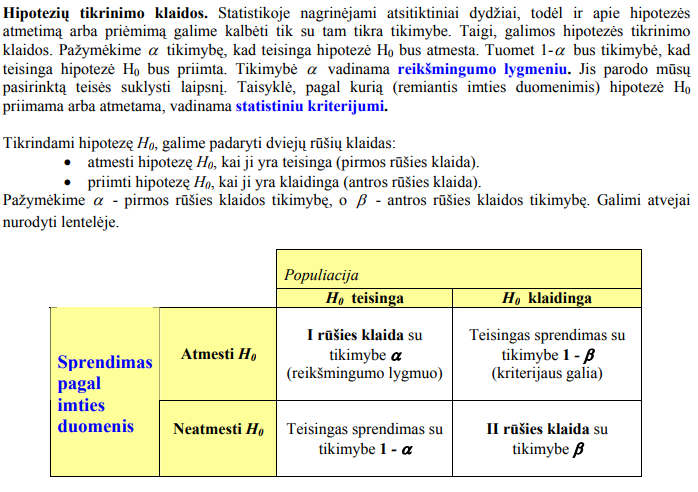 Hipotezių tikrinimo klaidos. Statistikoje nagrinėjami atsitiktiniai dydžiai, todėl ir apie hipotezės
atmetimą arba priėmimą galime kalbėti tik su tam tikra tikimybe. Taigi, galimos hipotezės tikrinimo
klaidos. Pažymėkime α tikimybę, kad teisinga hipotezė H₀ bus atmesta. Tuomet 1-α bus tikimybė, kad
teisinga hipotezė H₀ bus priimta. Tikimybė α vadinama reikšmingumo lygmeniu. Jis parodo mūsų
pasirinktą teisės suklysti laipsnį. Taisyklė, pagal kurią (remiantis imties duomenimis) hipotezė H₀
priimama arba atmetama, vadinama statistiniu kriterijumi.
Tikrindami hipotezę H₀, galime padaryti dviejų rūšių klaidas:
• atmesti hipotezę H₀, kai ji yra teisinga (pirmos rūšies klaida).
• priimti hipotezę H₀, kai ji yra klaidinga (antros rūšies klaida).
Pažymėkime α - pirmos rūšies klaidos tikimybę, o β - antros rūšies klaidos tikimybę. Galimi atvejai
nurodyti lentelėje.
Populiacija
H₀ teisinga
H₀ klaidinga
Sprendimas
pagal
imties
duomenis
Atmesti H₀
I rūšies klaida su
tikimybe α
(reikšmingumo lygmuo)
Teisingas sprendimas su
tikimybe 1 - β
(kriterijaus galia)
Neatmesti H₀
Teisingas sprendimas su
tikimybe 1 - α
II rūšies klaida su
tikimybe β